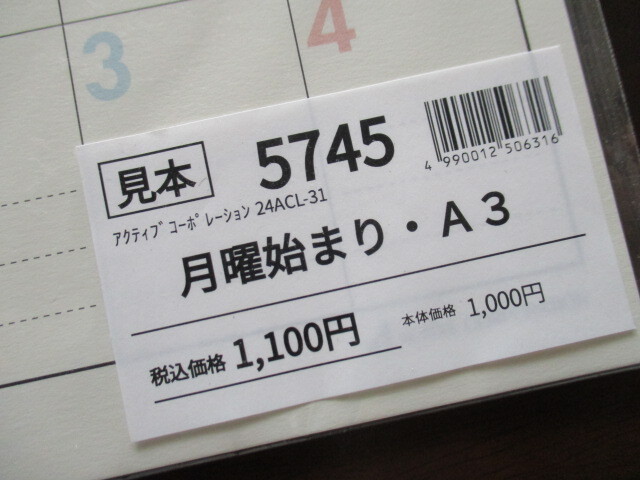 3
4
見本 5745
4 990012 506316
ｱｸﾃｨﾌﾞｺｰﾎﾟﾚｰｼｮﾝ 24ACL-31
月曜始まり・A3
税込価格 1,100円 本体価格 1,000円